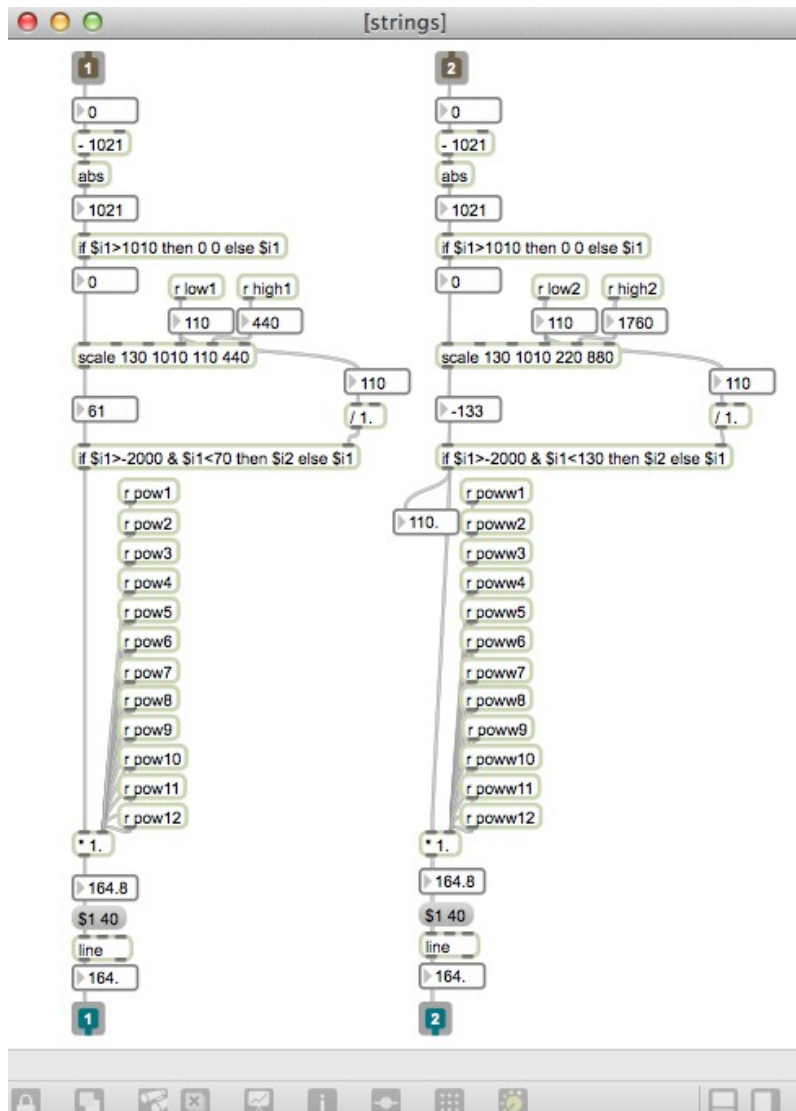 [strings]
1
0
- 1021
abs
1021
if $i1>1010 then 0 0 else $i1
0
r low1
r high1
110
440
scale 130 1010 110 440
110
61
/ 1.
if $i1>-2000 & $i1<70 then $i2 else $i1
r pow1
r pow2
r pow3
r pow4
r pow5
r pow6
r pow7
r pow8
r pow9
r pow10
r pow11
r pow12
* 1.
164.8
$1 40
line
164.
1
2
0
- 1021
abs
1021
if $i1>1010 then 0 0 else $i1
0
r low2
r high2
110
1760
scale 130 1010 220 880
110
-133
/ 1.
if $i1>-2000 & $i1<130 then $i2 else $i1
110.
r poww1
r poww2
r poww3
r poww4
r poww5
r poww6
r poww7
r poww8
r poww9
r poww10
r poww11
r poww12
* 1.
164.8
$1 40
line
164.
2